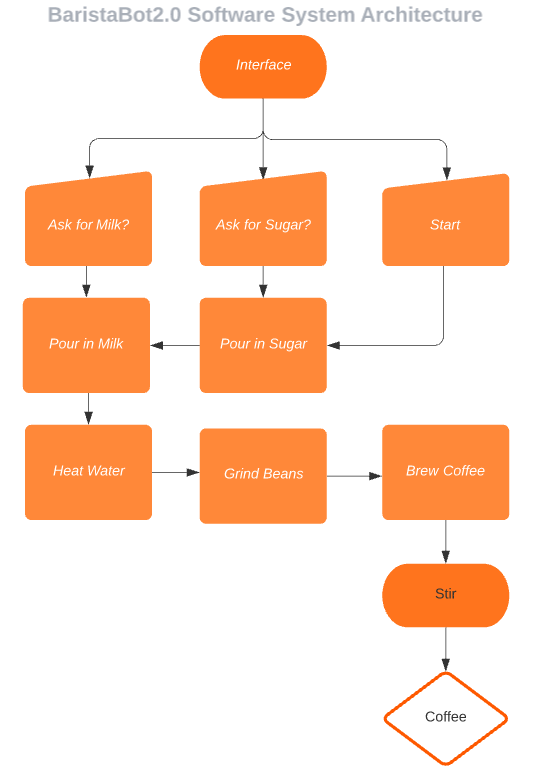 BaristaBot2.0 Software System Architecture
Interface
Ask for Milk?
Ask for Sugar?
Start
Pour in Milk
Pour in Sugar
Heat Water
Grind Beans
Brew Coffee
Stir
Coffee